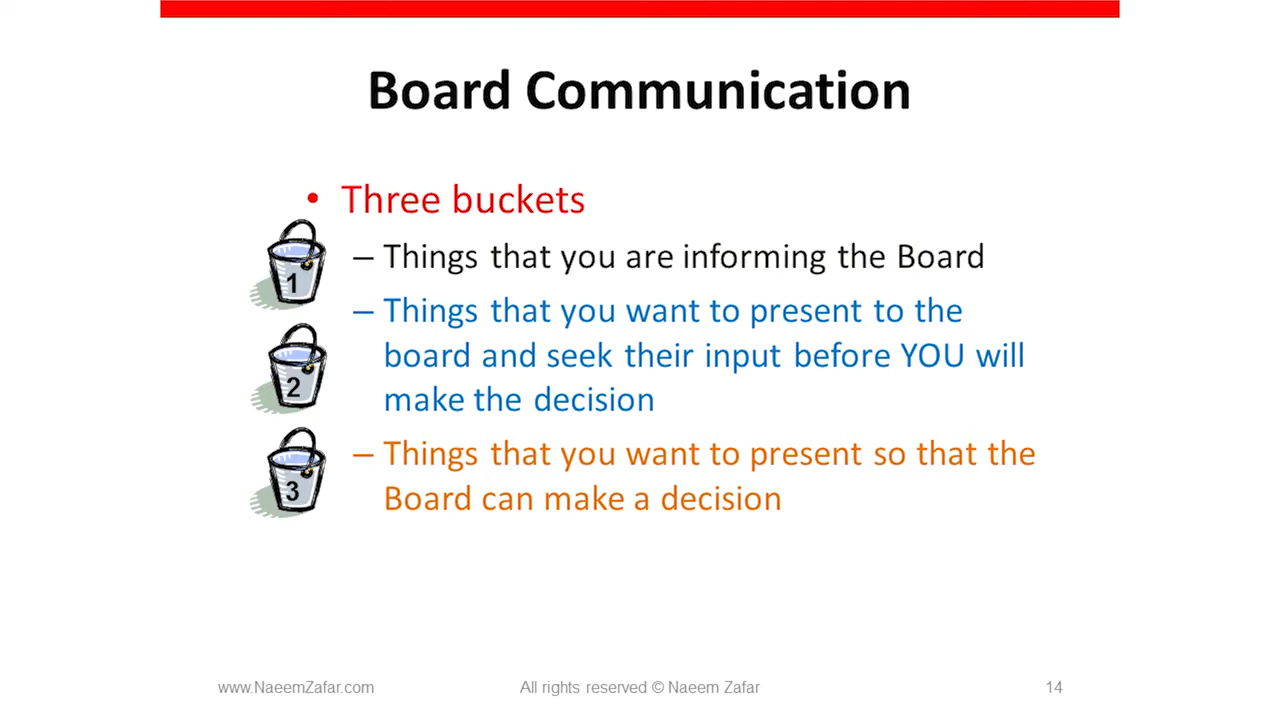 Board Communication
• Three buckets
1
– Things that you are informing the Board
2
– Things that you want to present to the
board and seek their input before YOU will
make the decision
3
– Things that you want to present so that the
Board can make a decision
www.NaeemZafar.com
All rights reserved © Naeem Zafar
14